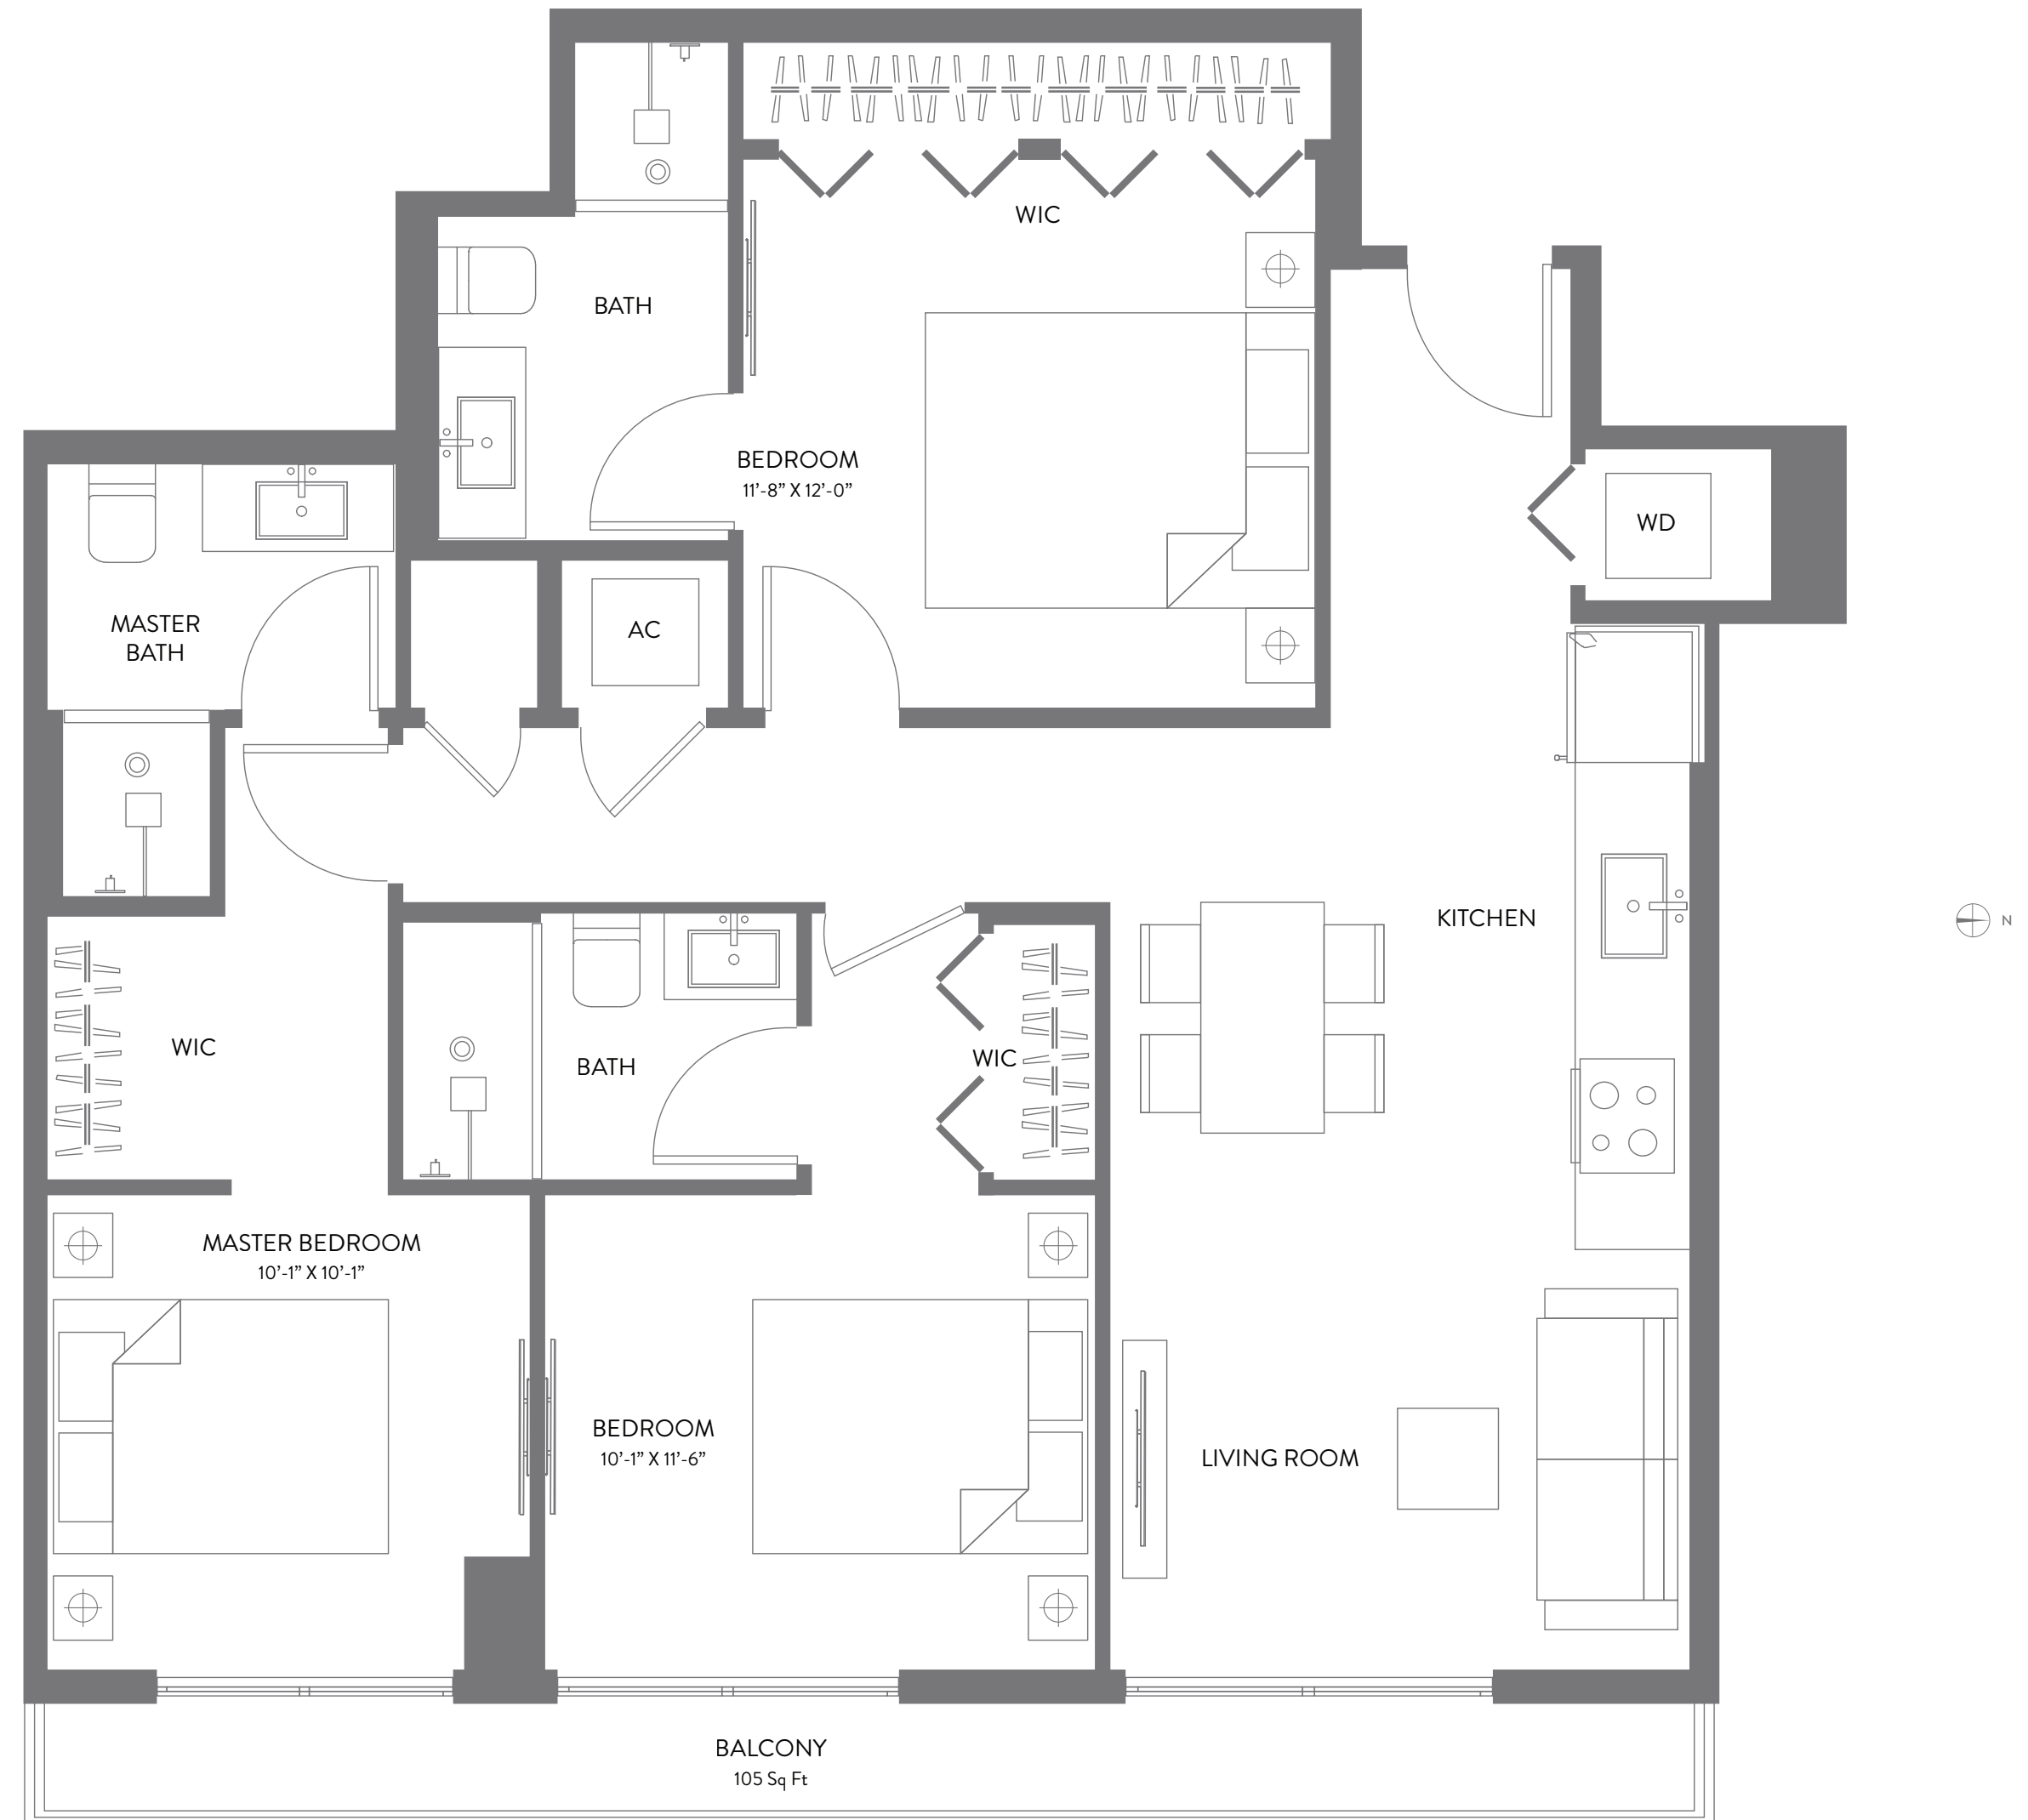 WIC
BATH
BEDROOM
11’-8” X 12’-0”
WD
AC
MASTER
BATH
KITCHEN
N
WIC
BATH
WIC
MASTER BEDROOM
10’-1” X 10’-1”
BEDROOM
10’-1” X 11’-6”
LIVING ROOM
BALCONY
105 Sq Ft